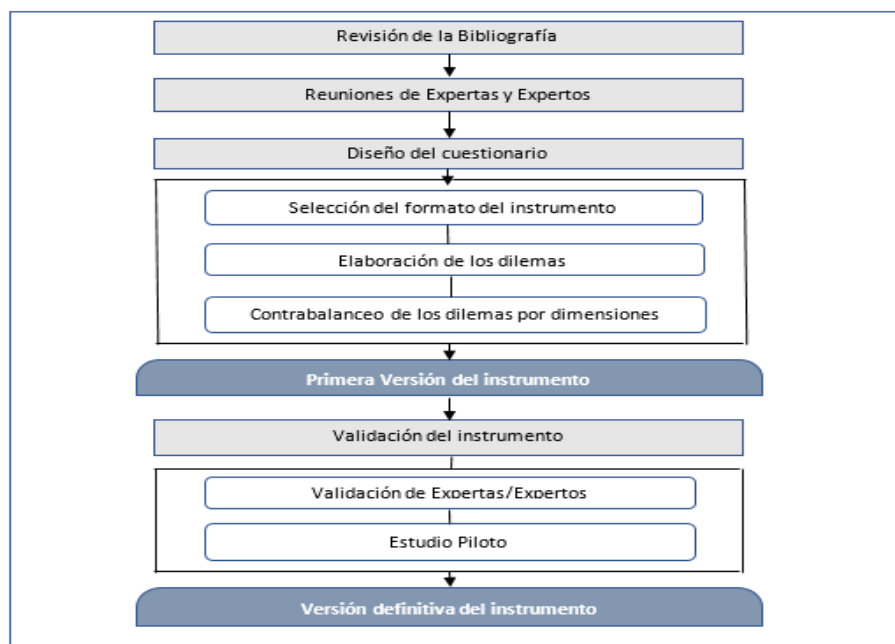 Revisión de la Bibliografía
Reuniones de Expertas y Expertos
Diseño del cuestionario
Selección del formato del instrumento
Elaboración de los dilemas
Contrabalanceo de los dilemas por dimensiones
Primera Versión del instrumento
Validación del instrumento
Validación de Expertas/Expertos
Estudio Piloto
Versión definitiva del instrumento